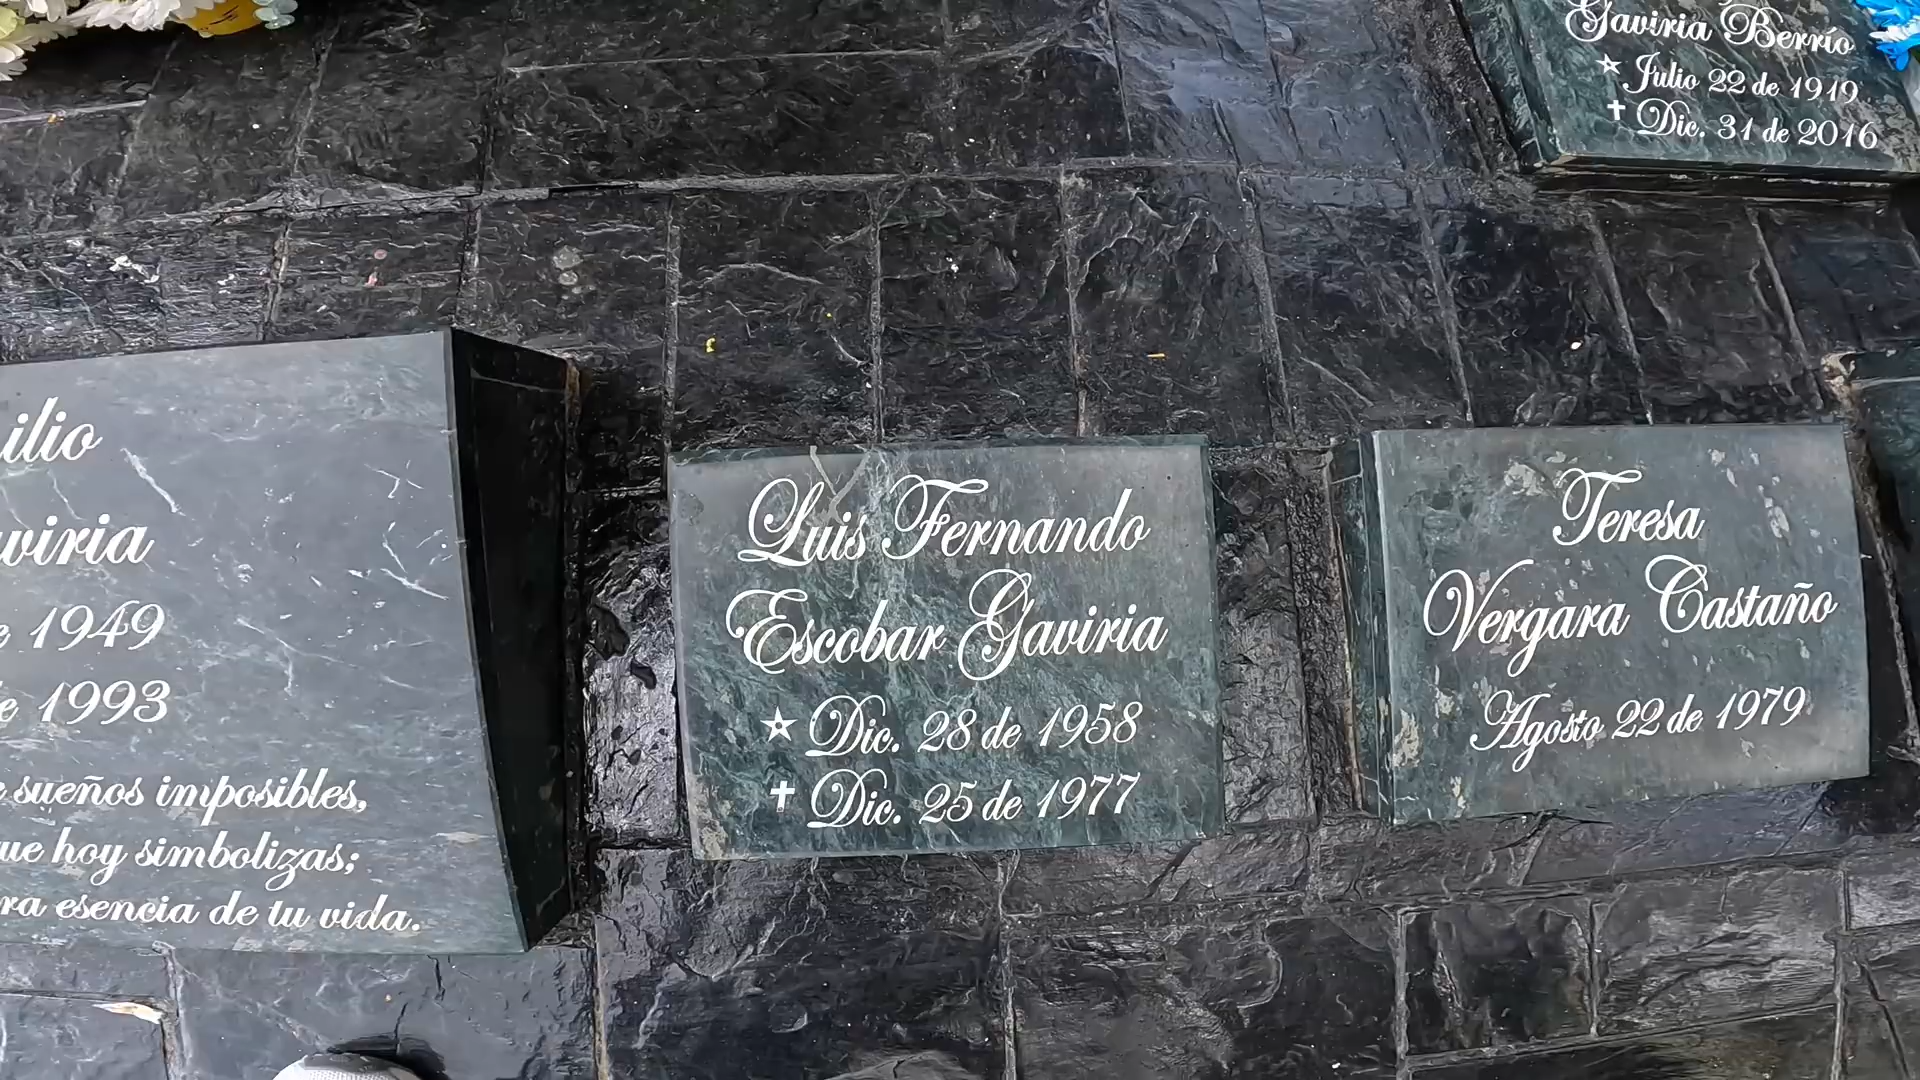 Gaviria Berrío
☆ Julio 22 de 1919
✝ Dic. 31 de 2016
ilio
viria
e 1949
de 1993
sueños imposibles,
ue hoy simbolizas;
ra esencia de tu vida.
Luis Fernando
Escobar Gaviria
☆ Dic. 28 de 1958
✝ Dic. 25 de 1977
Teresa
Vergara Castaño
Agosto 22 de 1979